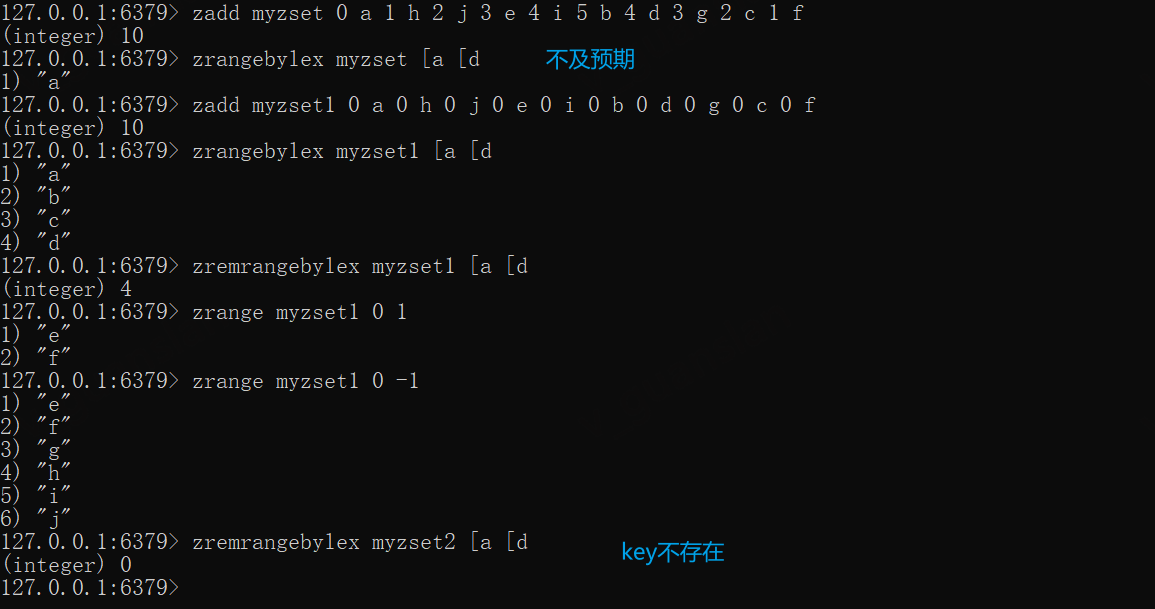 127.0.0.1:6379> zadd myzset 0 a 1 h 2 j 3 e 4 i 5 b 4 d 3 g 2 c 1 f
(integer) 10
127.0.0.1:6379> zrangebylex myzset [a [d 不及预期
1) "a"
127.0.0.1:6379> zadd myzset1 0 a 0 h 0 j 0 e 0 i 0 b 0 d 0 g 0 c 0 f
(integer) 10
127.0.0.1:6379> zrangebylex myzset1 [a [d
1) "a"
2) "b"
3) "c"
4) "d"
127.0.0.1:6379> zremrangebylex myzset1 [a [d
(integer) 4
127.0.0.1:6379> zrange myzset1 0 1
1) "e"
2) "f"
127.0.0.1:6379> zrange myzset1 0 -1
1) "e"
2) "f"
3) "g"
4) "h"
5) "i"
6) "j"
127.0.0.1:6379> zremrangebylex myzset2 [a [d key不存在
(integer) 0
127.0.0.1:6379>